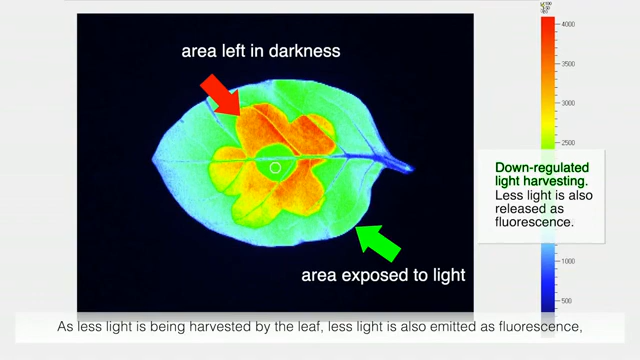 area left in darkness
4000
3500
3000
2500
Down-regulated
light harvesting.
Less light is also
released as
fluorescence.
1000
area exposed to light
500
As less light is being harvested by the leaf, less light is also emitted as fluorescence,